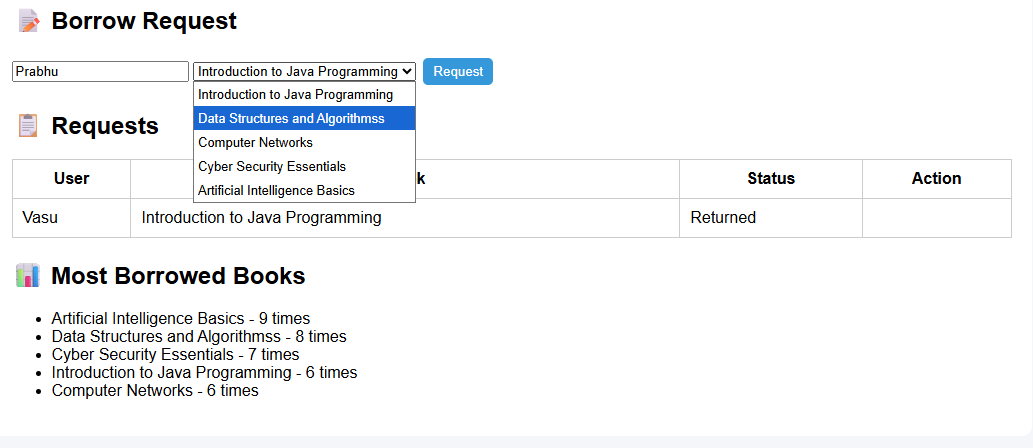 Borrow Request
Prabhu Introduction to Java Programming Request
Introduction to Java Programming
Data Structures and Algorithmss
Computer Networks
Cyber Security Essentials
Artificial Intelligence Basics
Requests
User k Status Action
Vasu Introduction to Java Programming Returned
Most Borrowed Books
Artificial Intelligence Basics - 9 times
Data Structures and Algorithmss - 8 times
Cyber Security Essentials - 7 times
Introduction to Java Programming - 6 times
Computer Networks - 6 times